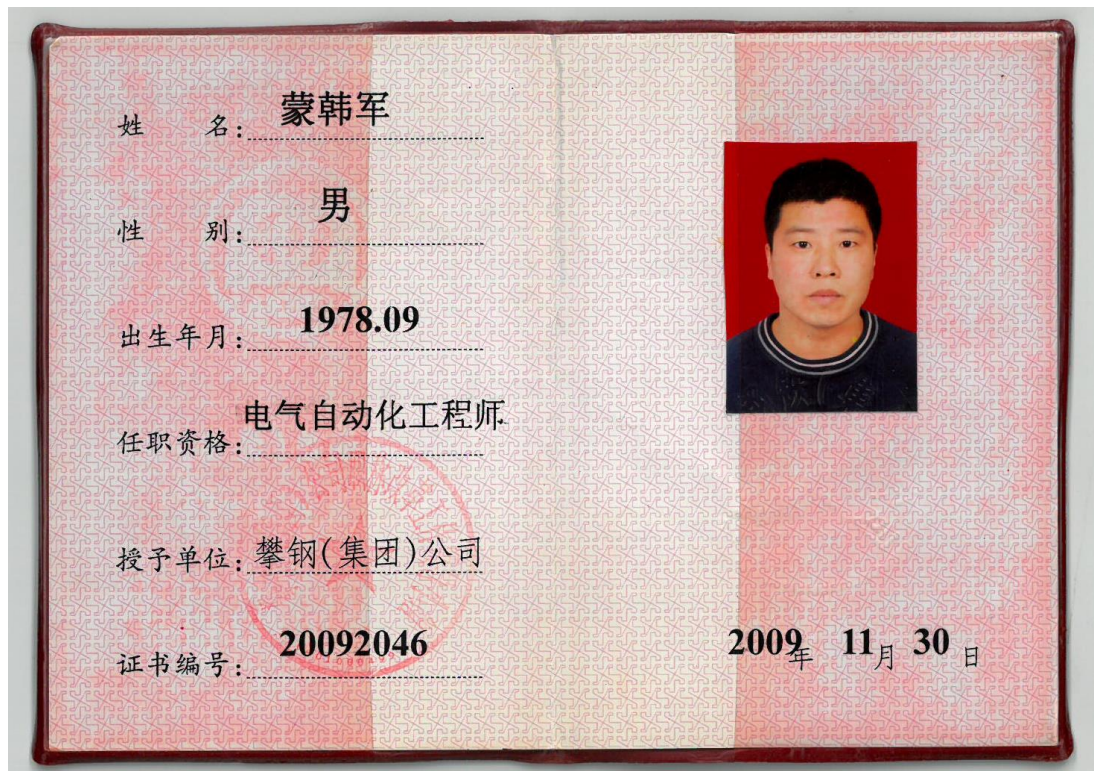 姓 名：蒙韩军
性 别：男
出生年月：1978.09
任职资格：电气自动化工程师
授予单位：攀钢(集团)公司
证书编号：20092046
2009年 11月 30日